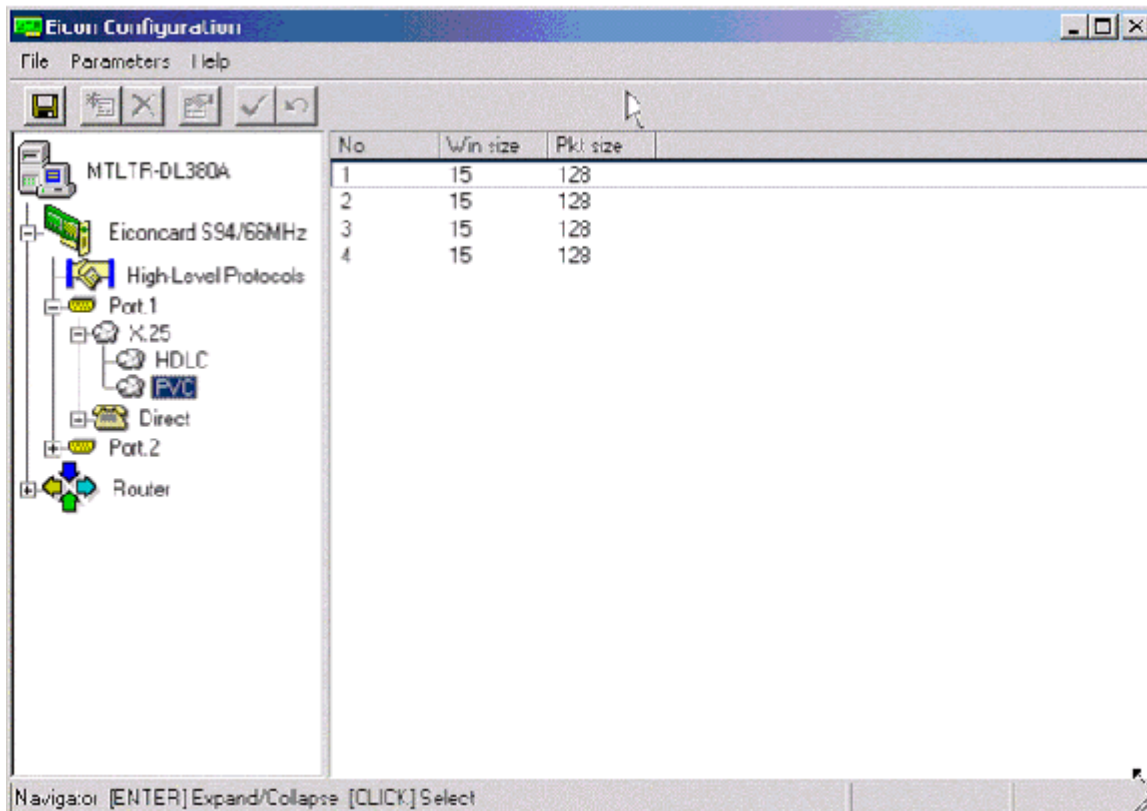 Eicon Configuration
File Parameters Help
MTLTR-DL380A
Eiconcard S94/66MHz
High-Level Protocols
Port.1
X.25
HDLC
PVC
Direct
Port.2
Router
No Win size Pkt size
1 15 128
2 15 128
3 15 128
4 15 128
Navigator [ENTER] Expand/Collapse [CLICK] Select